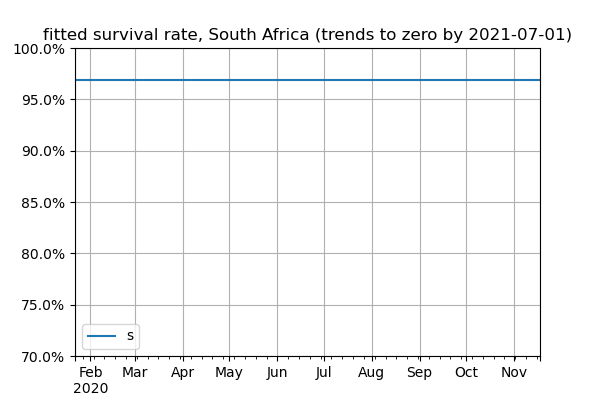 fitted survival rate, South Africa (trends to zero by 2021-07-01)
100.0%
95.0%
90.0%
85.0%
80.0%
75.0%
70.0%
s
Feb Mar Apr May Jun Jul Aug Sep Oct Nov
2020